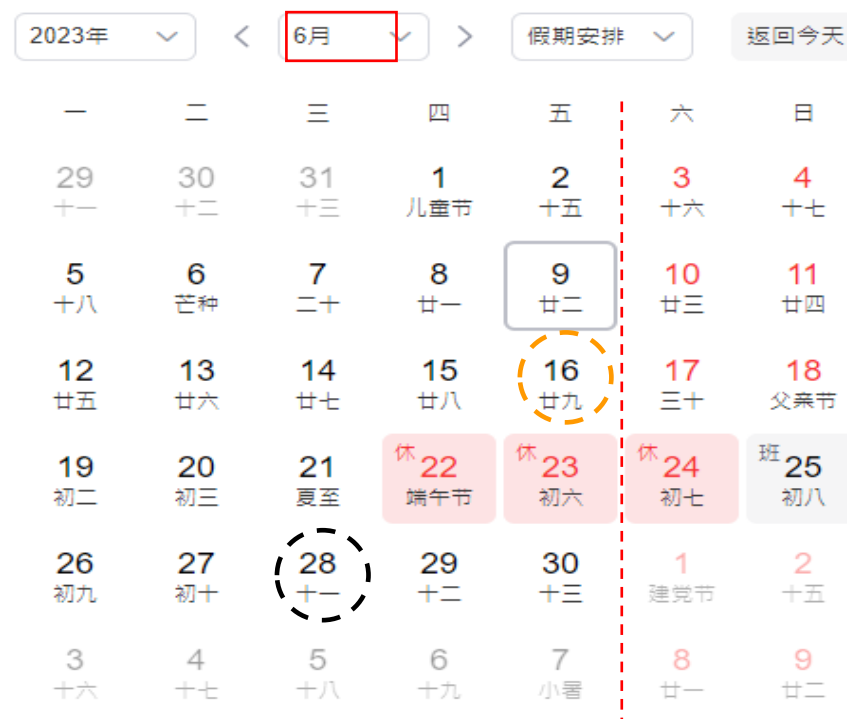 2023年 6月 假期安排 返回今天
一 二 三 四 五 六 日
29 30 31 1 2 3 4
十一 十二 十三 儿童节 十五 十六 十七
5 6 7 8 9 10 11
十八 芒种 二十 廿一 廿二 廿三 廿四
12 13 14 15 16 17 18
廿五 廿六 廿七 廿八 廿九 三十 父亲节
19 20 21 休22 休23 休24 班25
初二 初三 夏至 端午节 初六 初七 初八
26 27 28 29 30 1 2
初九 初十 十一 十二 十三 建党节 十五
3 4 5 6 7 8 9
十六 十七 十八 十九 小暑 廿一 廿二